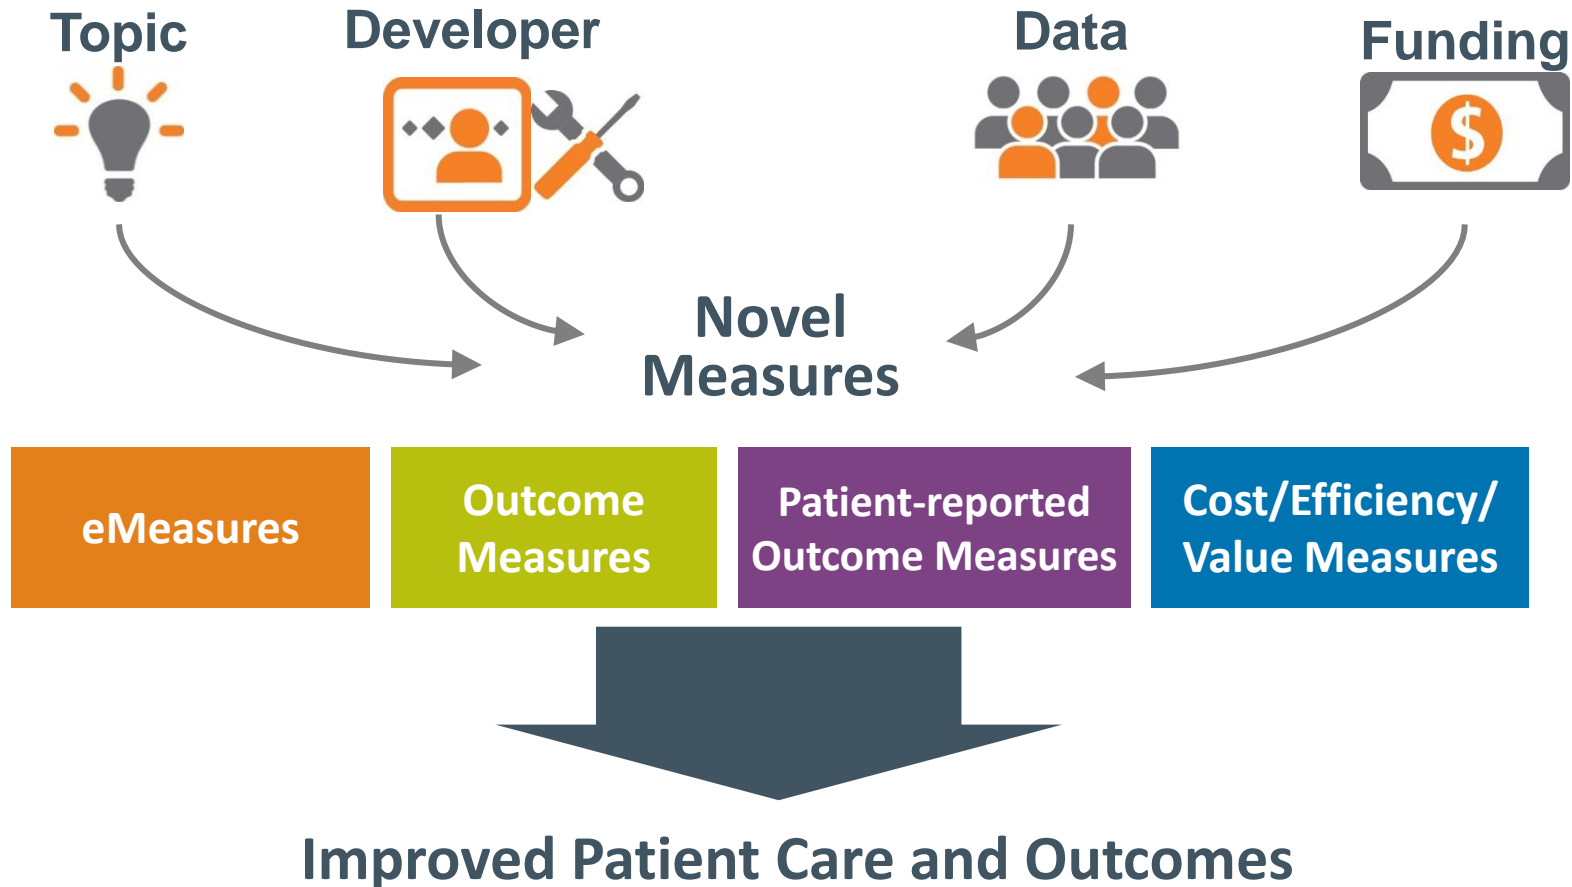 Topic
Developer
Data
Funding
$
Novel
Measures
eMeasures
Outcome
Measures
Patient-reported
Outcome Measures
Cost/Efficiency/
Value Measures
Improved Patient Care and Outcomes